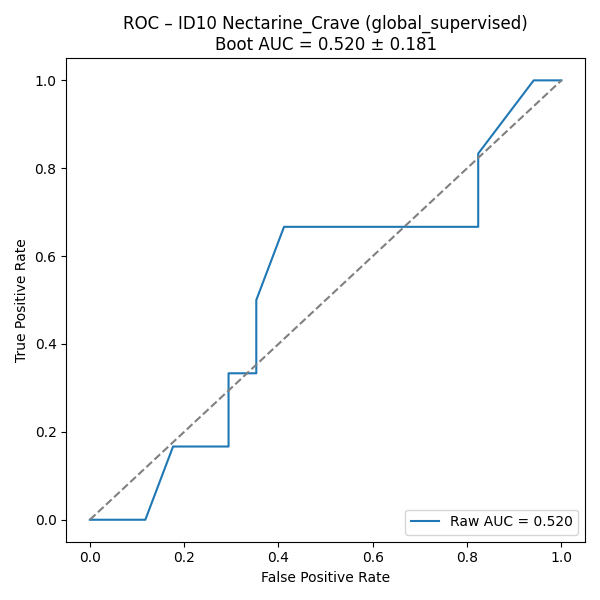 ROC – ID10 Nectarine_Crave (global_supervised)
Boot AUC = 0.520 ± 0.181
1.0
0.8
0.6
0.4
0.2
0.0
True Positive Rate
Raw AUC = 0.520
0.0 0.2 0.4 0.6 0.8 1.0
False Positive Rate